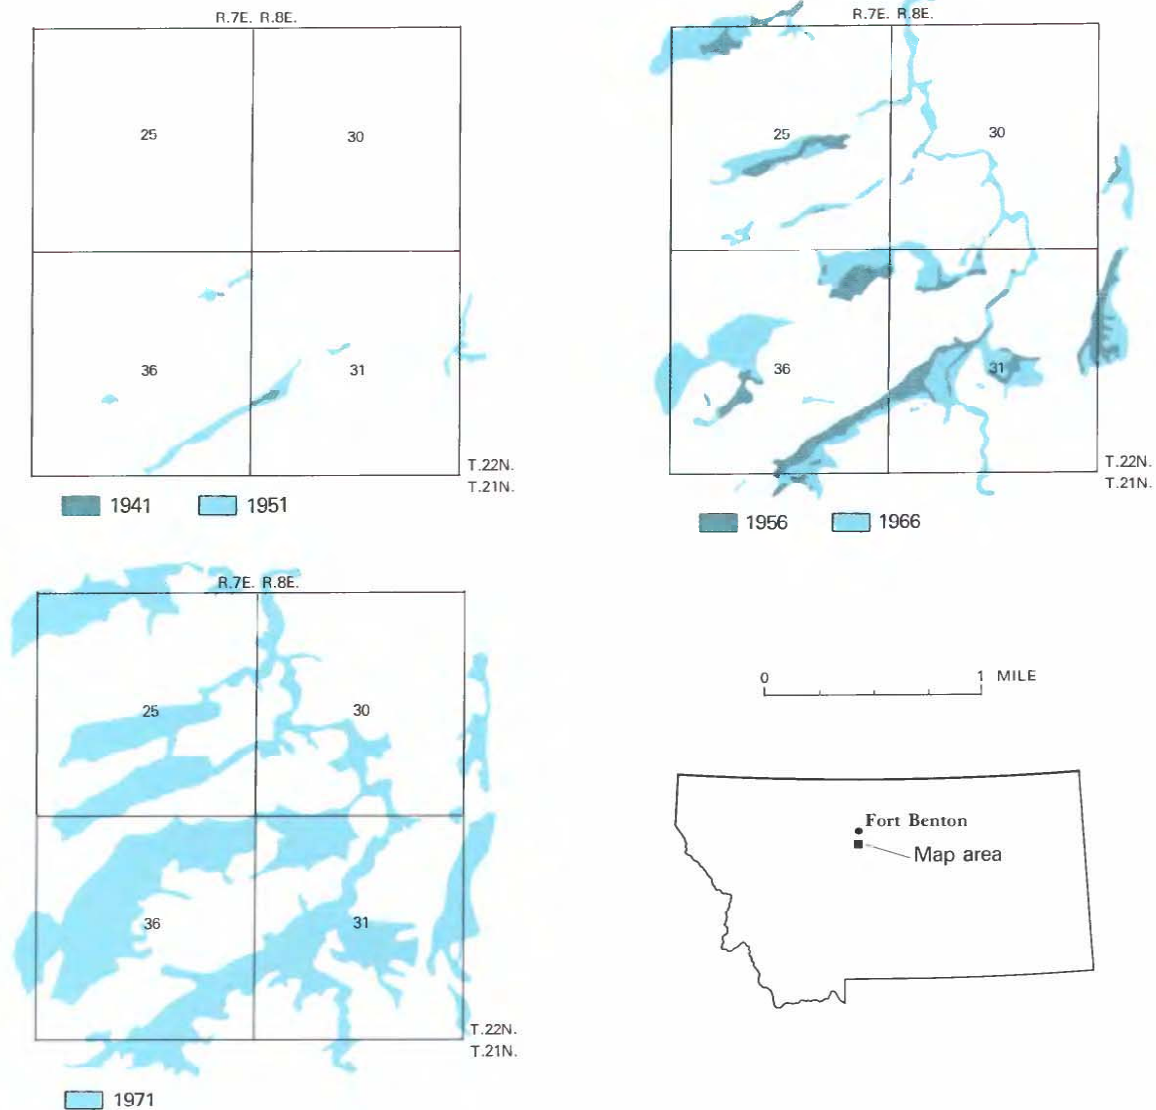 R.7E. R.8E.
25
30
36
31
T.22N.
T.21N.
1941
1951
R.7E. R.8E.
25
30
36
31
T.22N.
T.21N.
1956
1966
R.7E. R.8E.
25
30
36
31
T.22N.
T.21N.
1971
0 1 MILE
Fort Benton
Map area